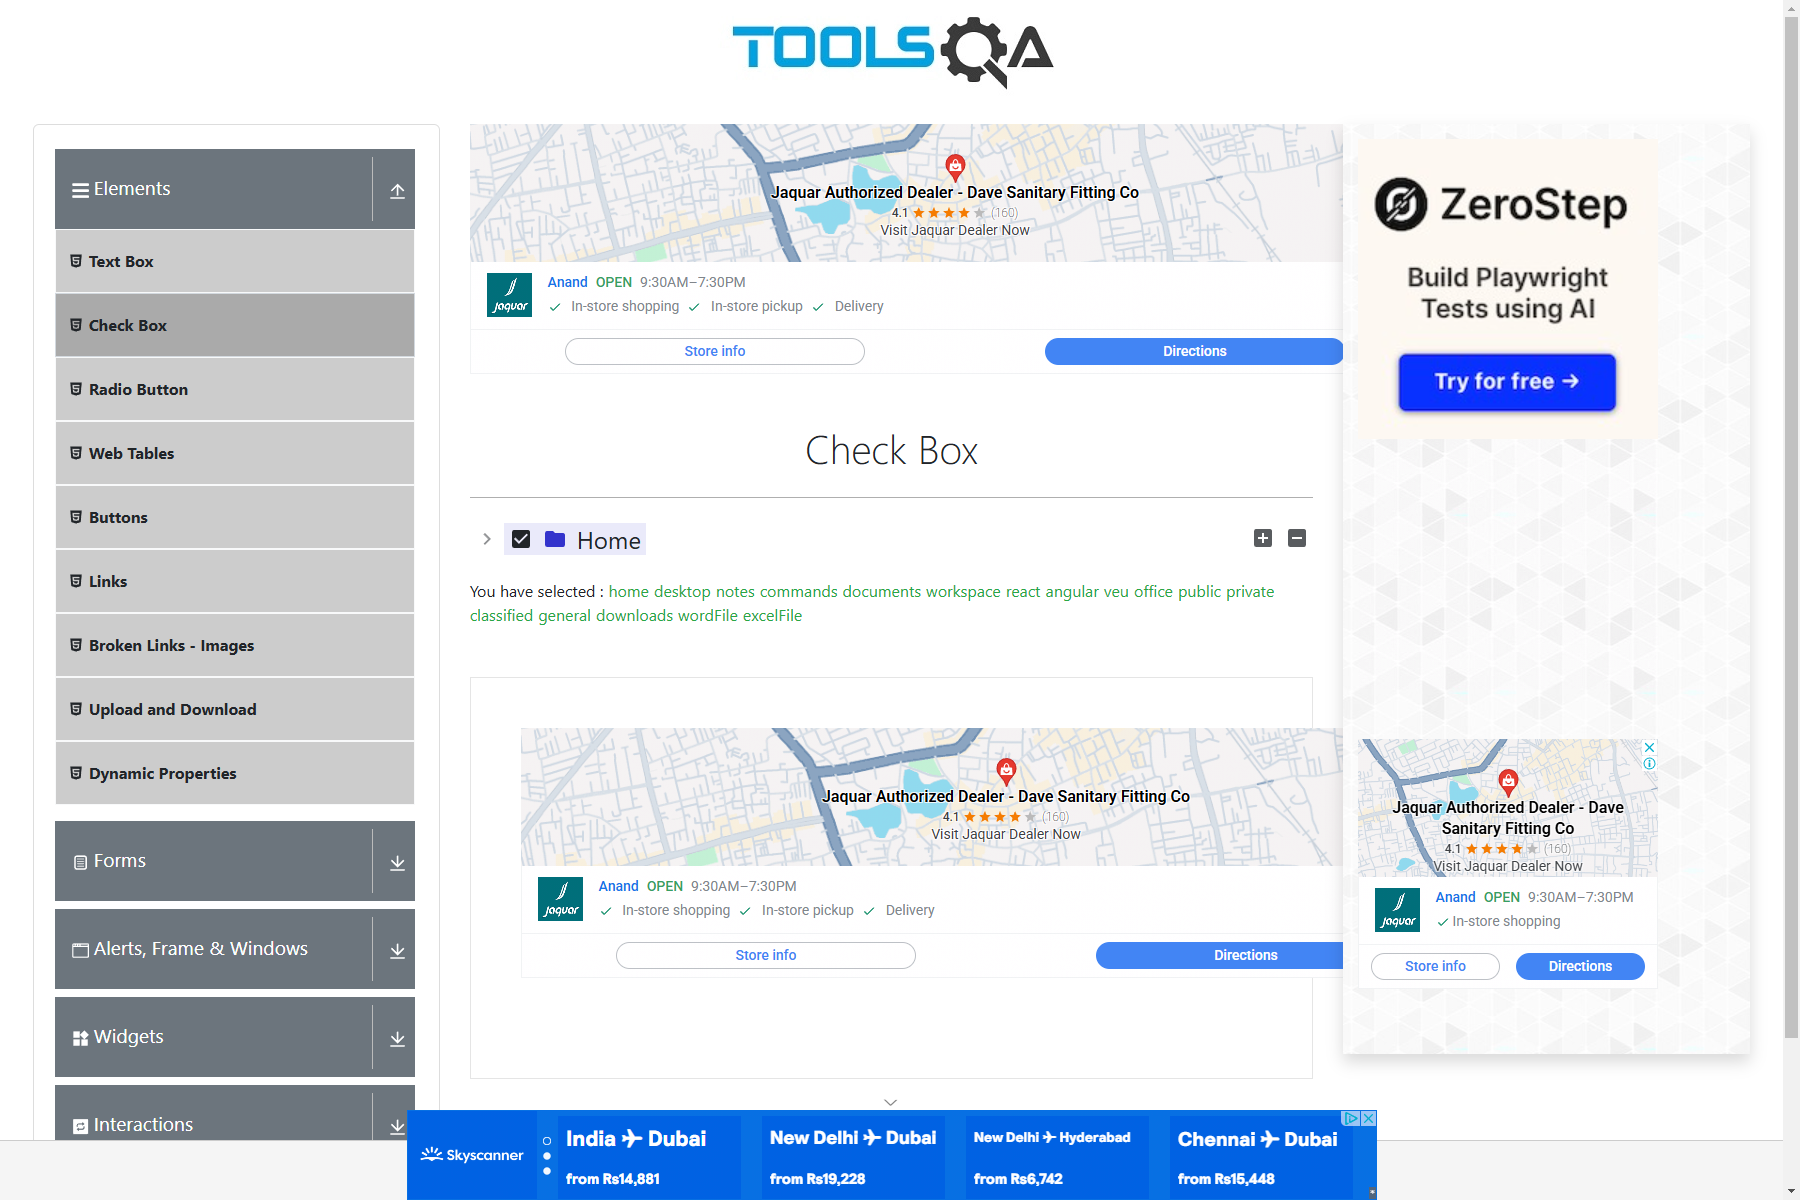 TOOLSQA
Elements
Text Box
Check Box
Radio Button
Web Tables
Buttons
Links
Broken Links - Images
Upload and Download
Dynamic Properties
Forms
Alerts, Frame & Windows
Widgets
Interactions
Jaquar Authorized Dealer - Dave Sanitary Fitting Co
4.1 (160)
Visit Jaquar Dealer Now
Jaquar
Anand OPEN 9:30AM–7:30PM
In-store shopping In-store pickup Delivery
Store info Directions
Check Box
Home
You have selected : home desktop notes commands documents workspace react angular veu office public private
classified general downloads wordFile excelFile
Jaquar Authorized Dealer - Dave Sanitary Fitting Co
4.1 (160)
Visit Jaquar Dealer Now
Jaquar
Anand OPEN 9:30AM–7:30PM
In-store shopping In-store pickup Delivery
Store info Directions
ZeroStep
Build Playwright
Tests using AI
Try for free →
Jaquar Authorized Dealer - Dave
Sanitary Fitting Co
4.1 (160)
Visit Jaquar Dealer Now
Jaquar
Anand OPEN 9:30AM–7:30PM
In-store shopping
Store info Directions
Skyscanner
India Dubai
from Rs14,881
New Delhi Dubai
from Rs19,228
New Delhi Hyderabad
from Rs6,742
Chennai Dubai
from Rs15,448